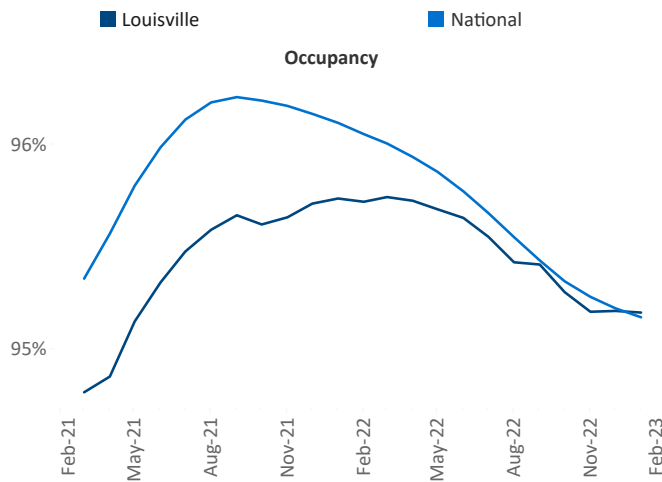 Louisville National
Occupancy
96%
95%
Feb-21
May-21
Aug-21
Nov-21
Feb-22
May-22
Aug-22
Nov-22
Feb-23